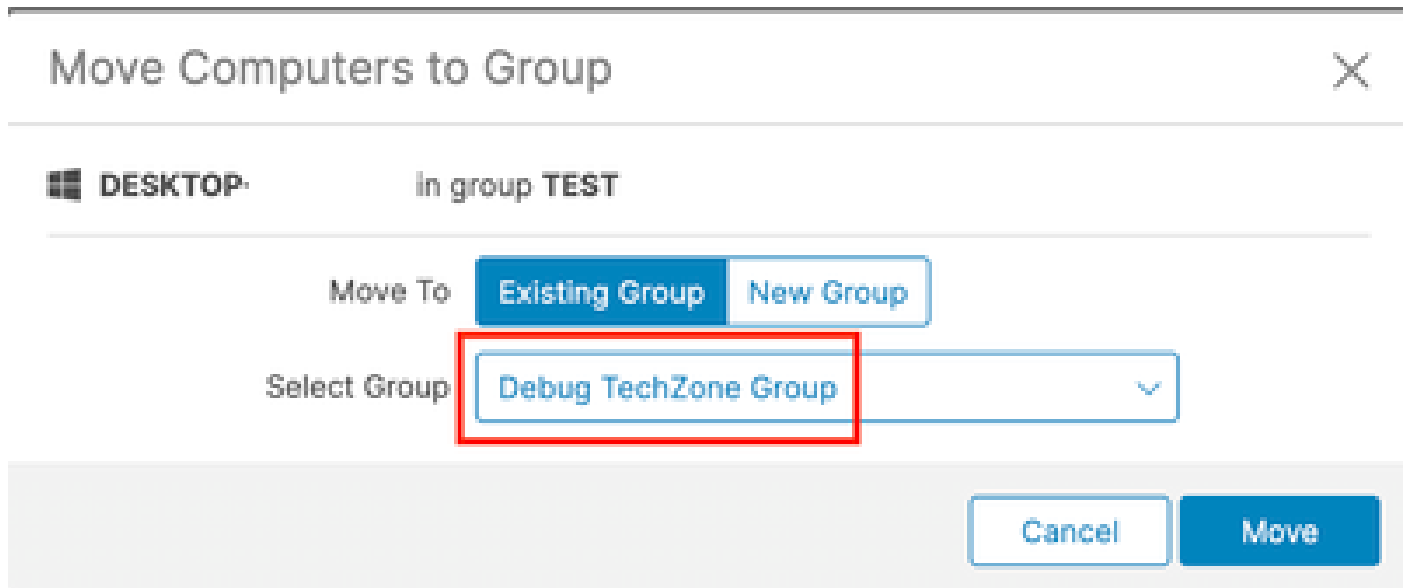 Move Computers to Group
DESKTOP- in group TEST
Move To Existing Group New Group
Select Group Debug TechZone Group
Cancel Move